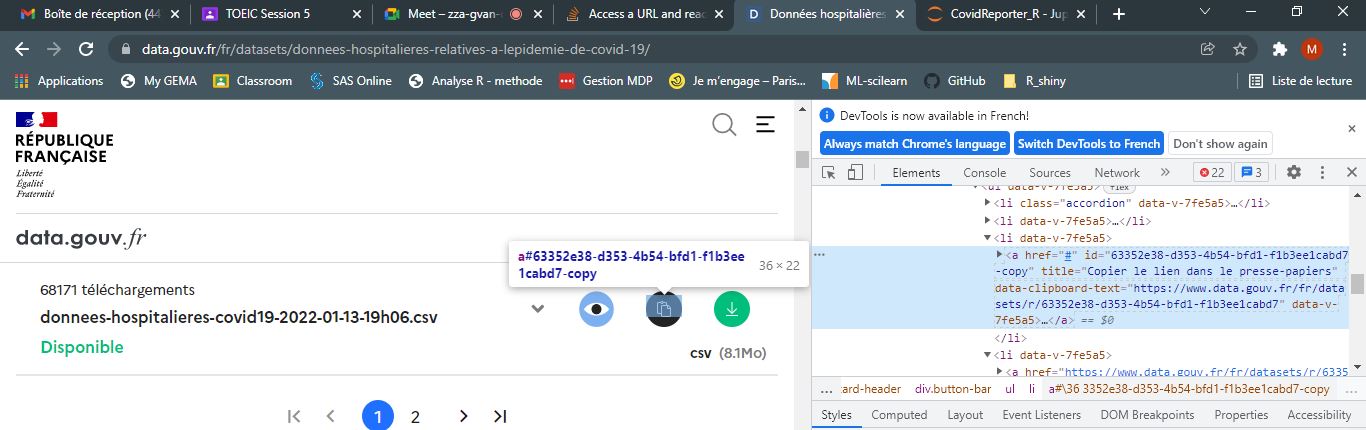 Boîte de réception (44
TOEIC Session 5
Meet – zza-gvan-
Access a URL and rea
Données hospitalières
CovidReporter_R - Jup
data.gouv.fr/fr/datasets/donnees-hospitalieres-relatives-a-lepidemie-de-covid-19/
M
Applications
My GEMA
Classroom
SAS Online
Analyse R - methode
Gestion MDP
Je m'engage – Paris...
ML-scilearn
GitHub
R_shiny
Liste de lecture
RÉPUBLIQUE
FRANÇAISE
Liberté
Égalité
Fraternité
data.gouv.fr
a#63352e38-d353-4b54-bfd1-f1b3ee
1cabd7-copy
36 × 22
68171 téléchargements
donnees-hospitalieres-covid19-2022-01-13-19h06.csv
Disponible
csv (8.1Mo)
1 2
DevTools is now available in French!
Always match Chrome's language
Switch DevTools to French
Don't show again
Elements
Console
Sources
Network
»
22
3
ul data-v-7fe5a5> flex
<li class="accordion" data-v-7fe5a5>…</li>
<li data-v-7fe5a5>…</li>
<li data-v-7fe5a5>
<a href="#" id="63352e38-d353-4b54-bfd1-f1b3ee1cabd7
-copy" title="Copier le lien dans le presse-papiers"
data-clipboard-text="https://www.data.gouv.fr/fr/data
sets/r/63352e38-d353-4b54-bfd1-f1b3ee1cabd7" data-v-
7fe5a5>…</a> == $0
</li>
<li data-v-7fe5a5>
<a href="https://www.data.gouv.fr/fr/datasets/r/6335
... ard-header div.button-bar ul li a#\36 3352e38-d353-4b54-bfd1-f1b3ee1cabd7-copy ...
Styles
Computed
Layout
Event Listeners
DOM Breakpoints
Properties
Accessibility